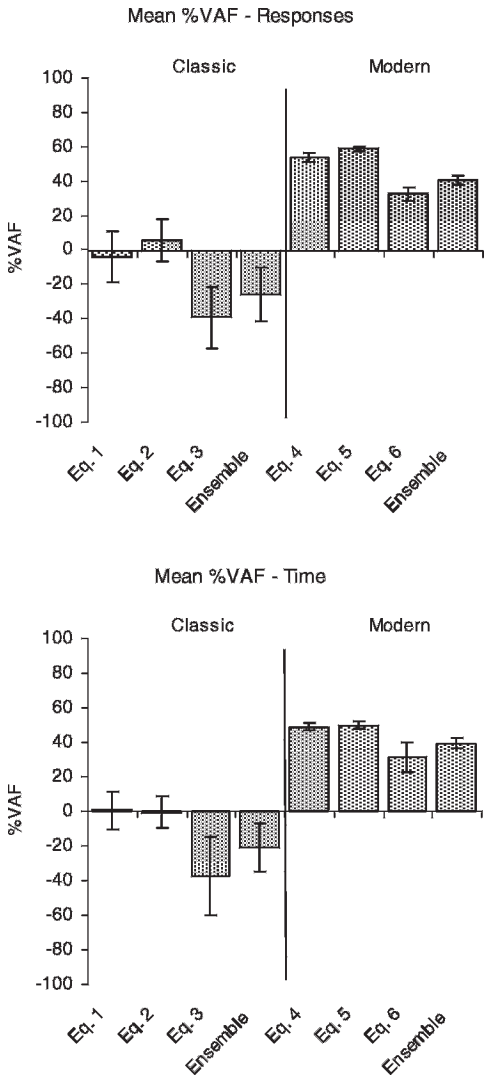 Mean %VAF - Responses
Classic Modern
100
80
60
40
20
0
-20
-40
-60
-80
-100
%VAF
Eq. 1 Eq. 2 Eq. 3 Ensemble Eq. 4 Eq. 5 Eq. 6 Ensemble
Mean %VAF - Time
Classic Modern
100
80
60
40
20
0
-20
-40
-60
-80
-100
%VAF
Eq. 1 Eq. 2 Eq. 3 Ensemble Eq. 4 Eq. 5 Eq. 6 Ensemble